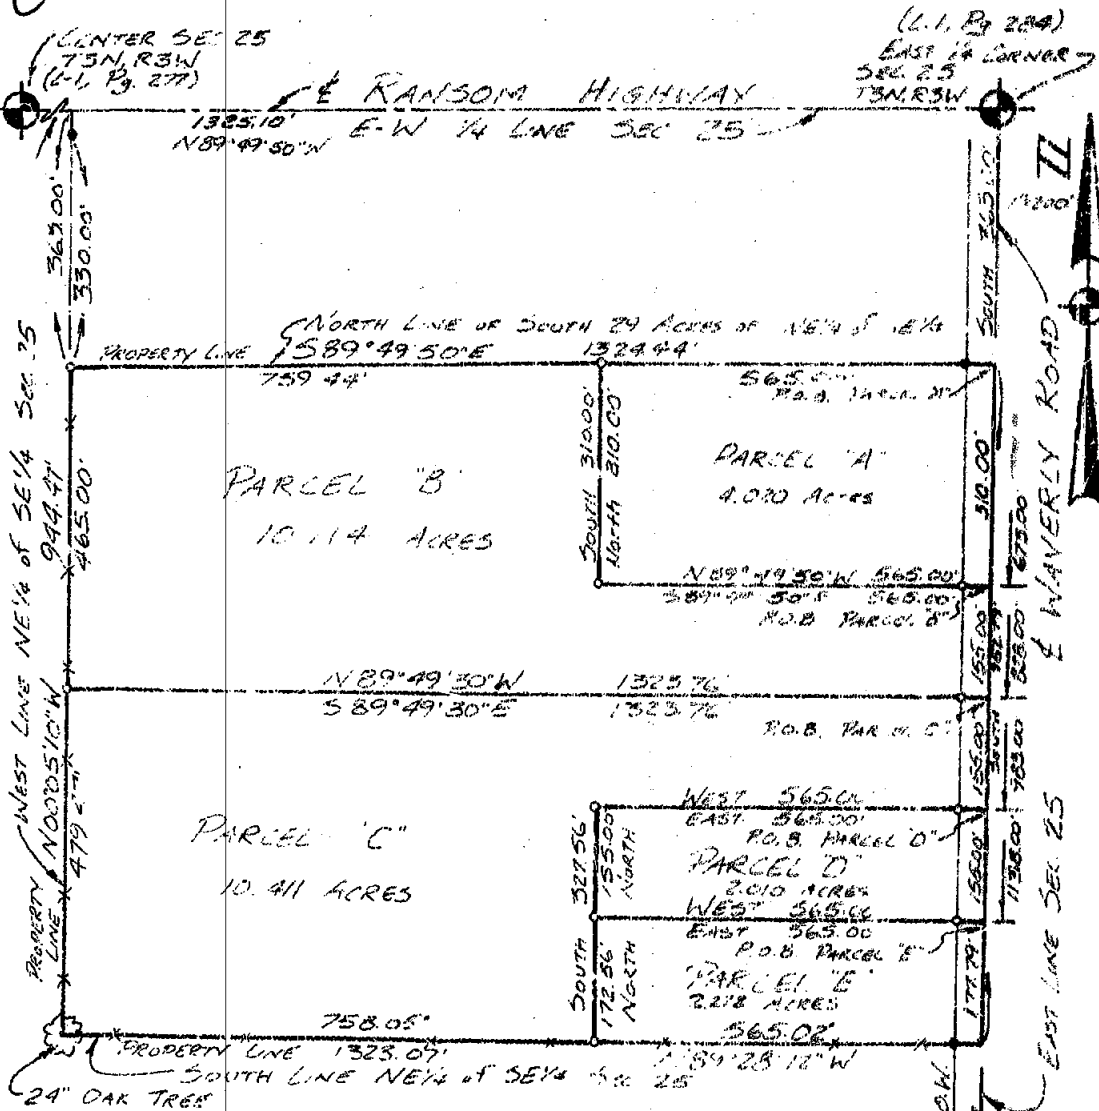 CENTER SEC 25
T3N, R3W
(L-1, Pg. 277)
(L-1, Pg 284)
EAST 1/4 CORNER
SEC. 25
T3N, R3W
℄ RANSOM HIGHWAY
1325.10'
E-W 1/4 LINE SEC 25
N89°49'50"W
363.00'
330.00'
SOUTH 363.00'
1"=200'
NORTH LINE OF SOUTH 29 ACRES OF NE1/4 of SE1/4
PROPERTY LINE
S89°49'50"E
1324.44'
759.44'
565.00'
P.O.B. PARCEL "A"
SOUTH 310.00'
North 310.00'
PARCEL "A"
4.020 Acres
310.00'
PARCEL "B"
10.114 ACRES
N89°49'50"W 565.00'
S89°49'50"E 565.00'
P.O.B PARCEL "B"
673.00'
828.00'
155.00'
℄ WAVERLY ROAD
WEST LINE NE1/4 of SE1/4 Sec. 25
944.47'
N00°05'10"W
465.00'
N89°49'30"W 1323.76'
S89°49'30"E 1323.76'
P.O.B. PARCEL "C"
155.00'
SOUTH
983.00'
PARCEL "C"
10.411 ACRES
WEST 565.00
EAST 565.00'
P.O.B. PARCEL "D"
PARCEL "D"
2.010 ACRES
155.00'
1138.00'
WEST 565.00
EAST 565.00
P.O.B. PARCEL "E"
PARCEL "E"
2.218 ACRES
177.79'
SOUTH 327.56'
155.00' NORTH
172.56' NORTH
PROPERTY LINE
758.05'
565.02'
PROPERTY LINE 1323.07'
N89°28'12"W
SOUTH LINE NE1/4 of SE1/4 Sec 25
24" OAK TREE
EAST LINE SEC. 25